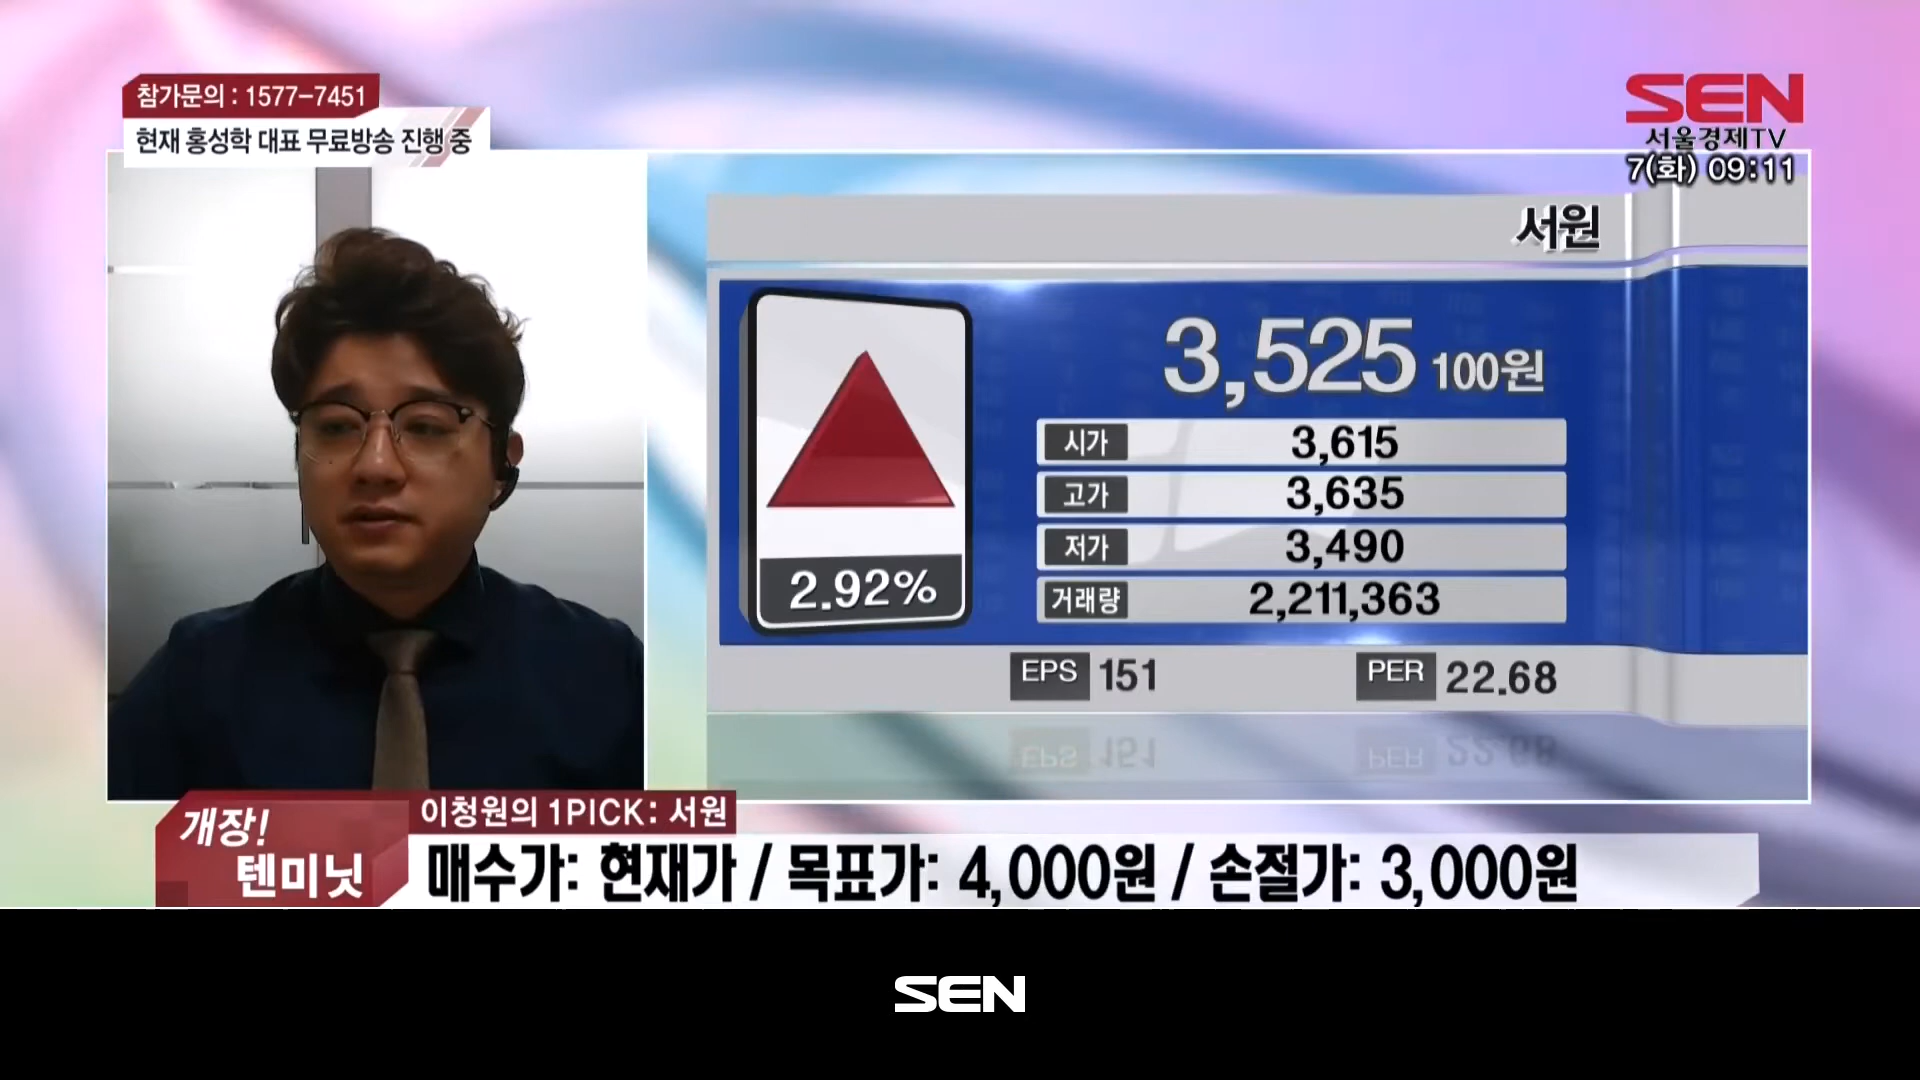 참가문의 : 1577-7451
현재 홍성학 대표 무료방송 진행 중
SEN
서울경제TV
7(화) 09:11
서원
3,525 100원
시가 3,615
고가 3,635
저가 3,490
거래량 2,211,363
2.92%
EPS 151 PER 22.68
개장!
텐미닛
이청원의 1PICK: 서원
매수가: 현재가 / 목표가: 4,000원 / 손절가: 3,000원
SEN